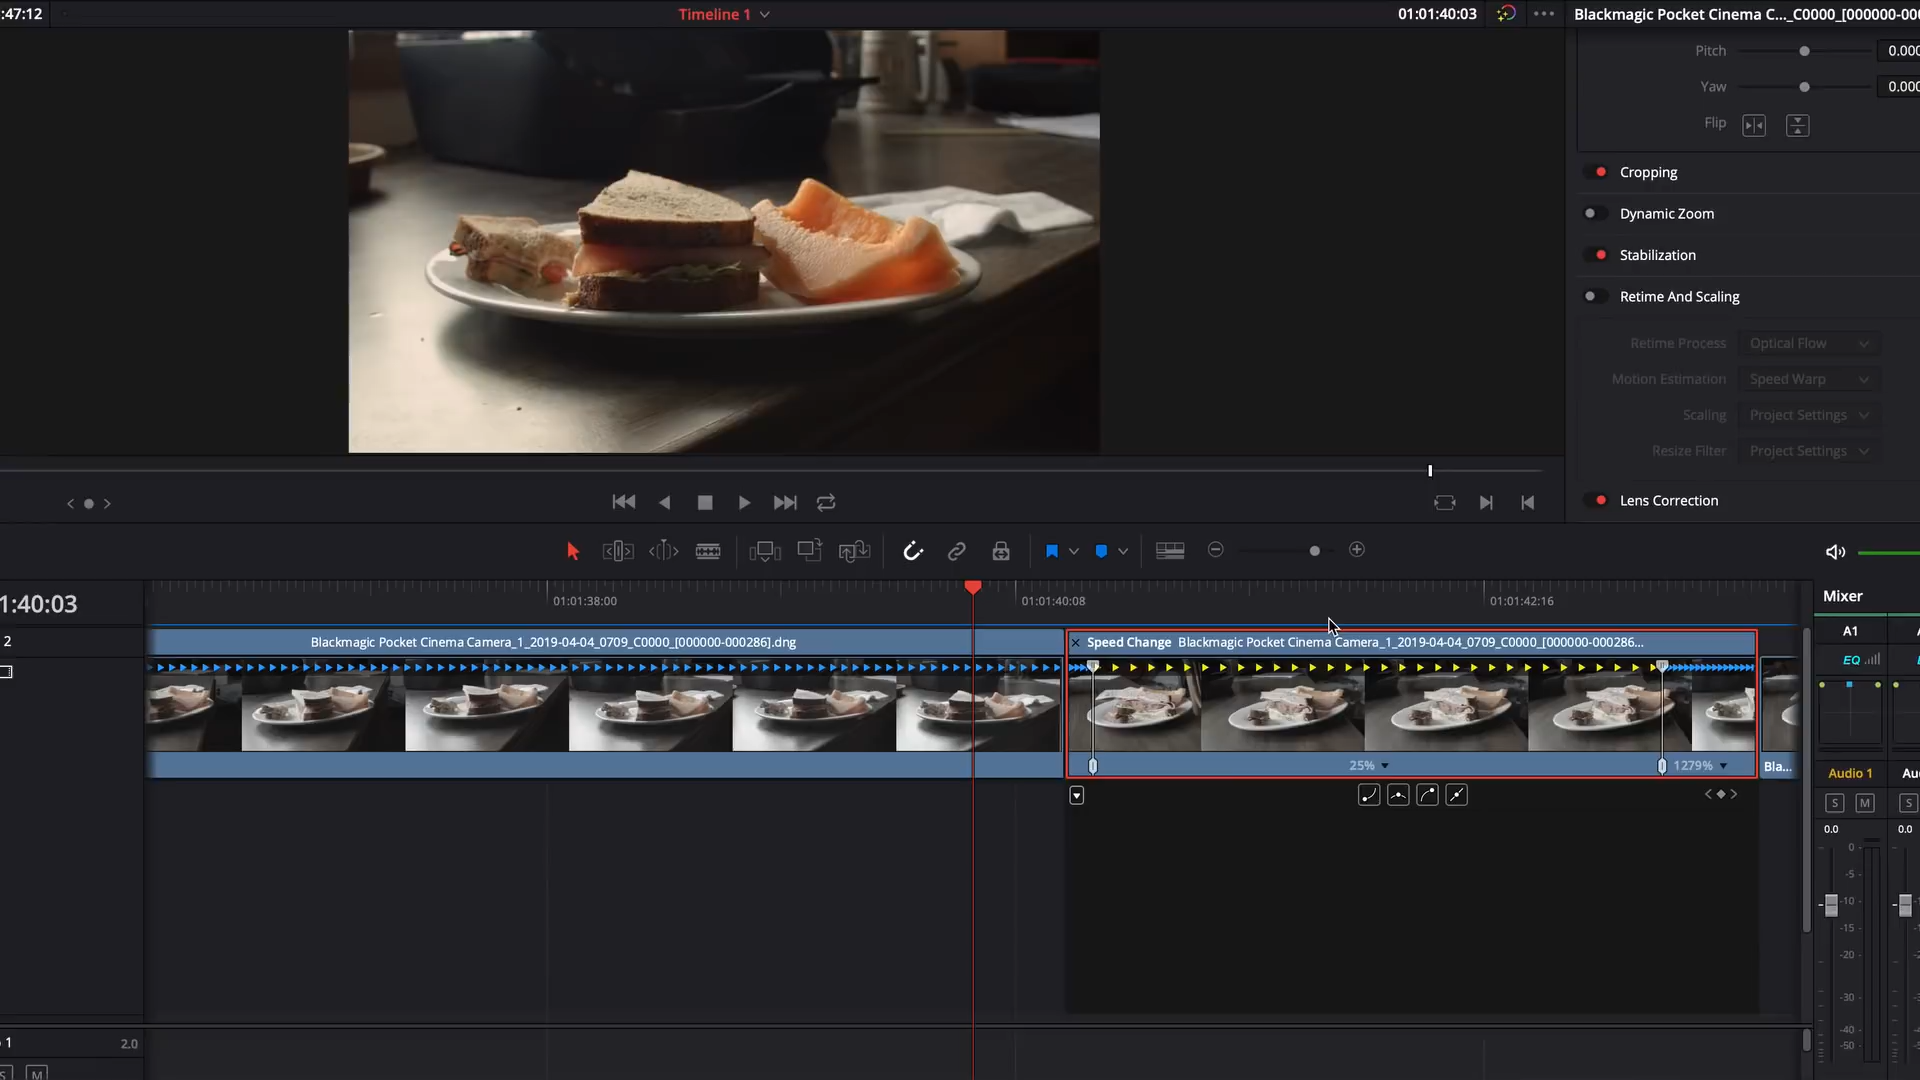 :47:12
Timeline 1
01:01:40:03
Blackmagic Pocket Cinema C..._C0000_[000000-000
Pitch
0.000
Yaw
0.000
Flip
Cropping
Dynamic Zoom
Stabilization
Retime And Scaling
Retime Process
Optical Flow
Motion Estimation
Speed Warp
Scaling
Project Settings
Resize Filter
Project Settings
Lens Correction
1:40:03
01:01:38:00
01:01:40:08
01:01:42:16
Mixer
2
Blackmagic Pocket Cinema Camera_1_2019-04-04_0709_C0000_[000000-000286].dng
Speed Change Blackmagic Pocket Cinema Camera_1_2019-04-04_0709_C0000_[000000-000286...
A1
EQ
25%
1279%
Bla...
Audio 1
Au
S
M
S
0.0
0.0
0
-5
-10
-15
-20
-30
-40
-50
1
2.0
S
M